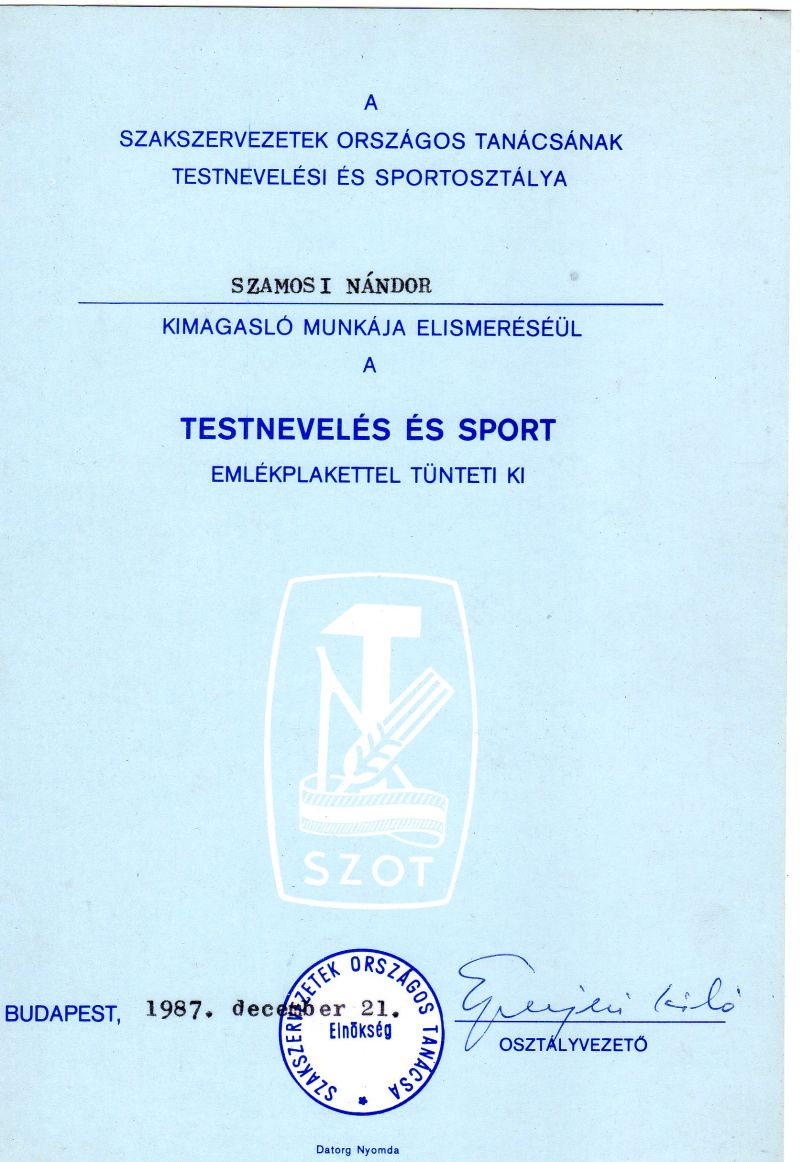 A
SZAKSZERVEZETEK ORSZÁGOS TANÁCSÁNAK
TESTNEVELÉSI ÉS SPORTOSZTÁLYA
SZAMOSI NÁNDOR
KIMAGASLÓ MUNKÁJA ELISMERÉSÉÜL
A
TESTNEVELÉS ÉS SPORT
EMLÉKPLAKETTEL TÜNTETI KI
SZOT
BUDAPEST, 1987. december 21.
SZAKSZERVEZETEK ORSZÁGOS TANÁCSA
Elnökség
OSZTÁLYVEZETŐ
Datorg Nyomda